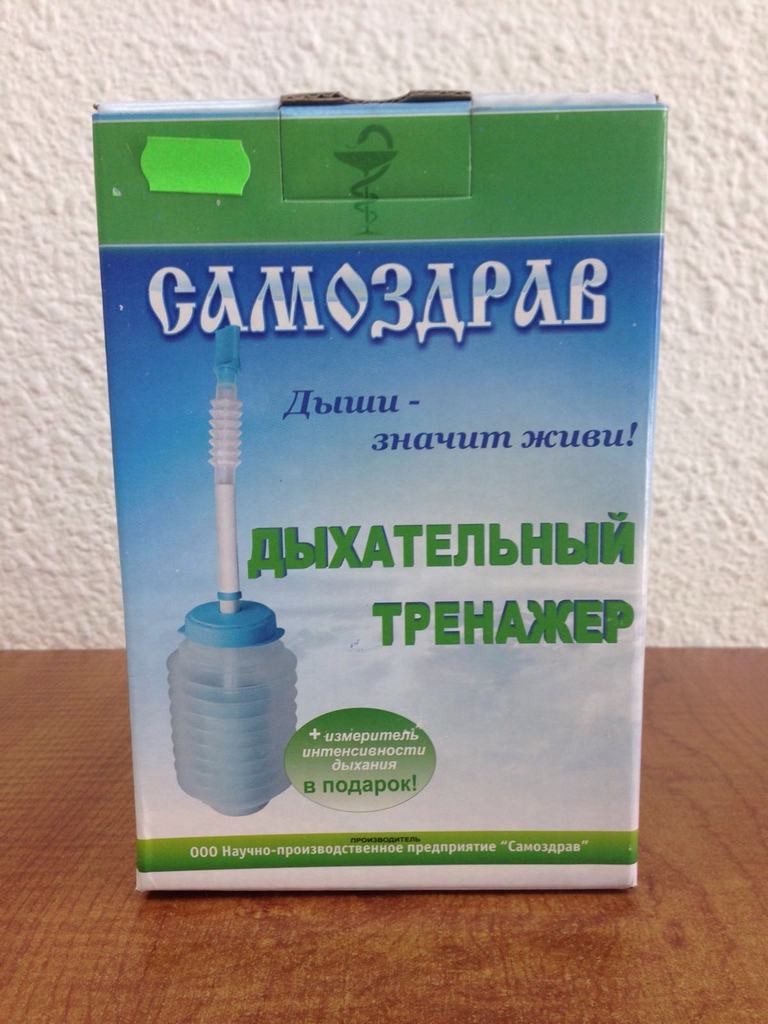 САМОЗДРАВ
Дыши -
значит живи!
ДЫХАТЕЛЬНЫЙ
ТРЕНАЖЕР
+ измеритель
интенсивности
дыхания
в подарок!
ПРОИЗВОДИТЕЛЬ
ООО Научно-производственное предприятие "Самоздрав"